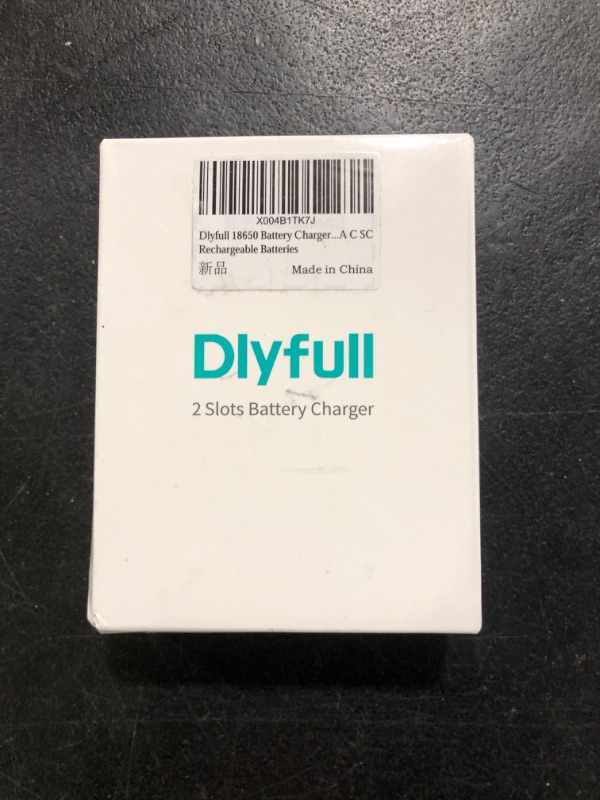 X004B1TK7J
Dlyfull 18650 Battery Charger...A C SC
Rechargeable Batteries
新品 Made in China
Dlyfull
2 Slots Battery Charger